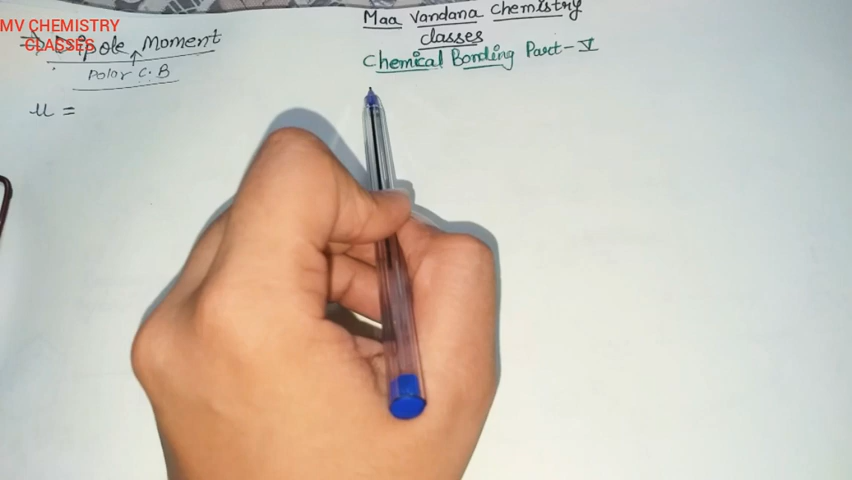 MV CHEMISTRY
CLASSES
Maa Vandana Chemistry
classes
Chemical Bonding Part-V
⇒ Dipole Moment
Polar C.B
μ =